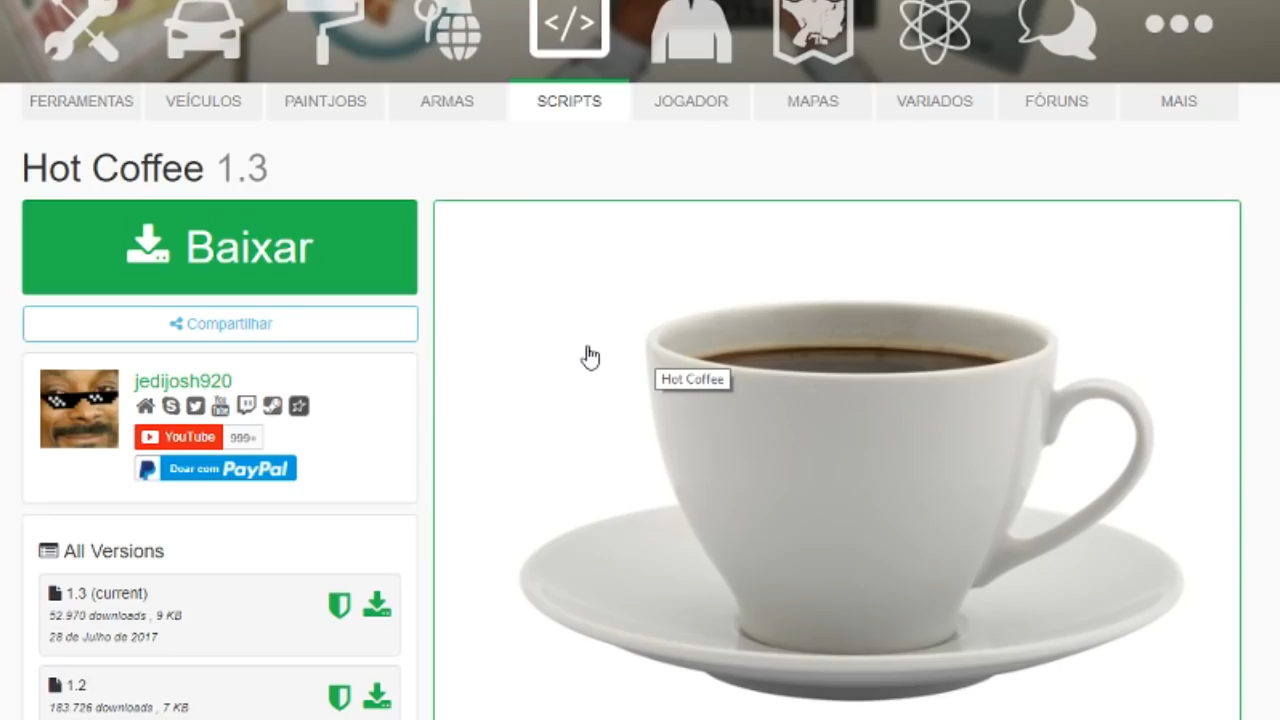 FERRAMENTAS VEÍCULOS PAINTJOBS ARMAS SCRIPTS JOGADOR MAPAS VARIADOS FÓRUNS MAIS
Hot Coffee 1.3
Baixar
Compartilhar
jedijosh920
YouTube 999+
Doar com PayPal
Hot Coffee
All Versions
1.3 (current)
52.970 downloads , 9 KB
28 de Julho de 2017
1.2
183.726 downloads , 7 KB